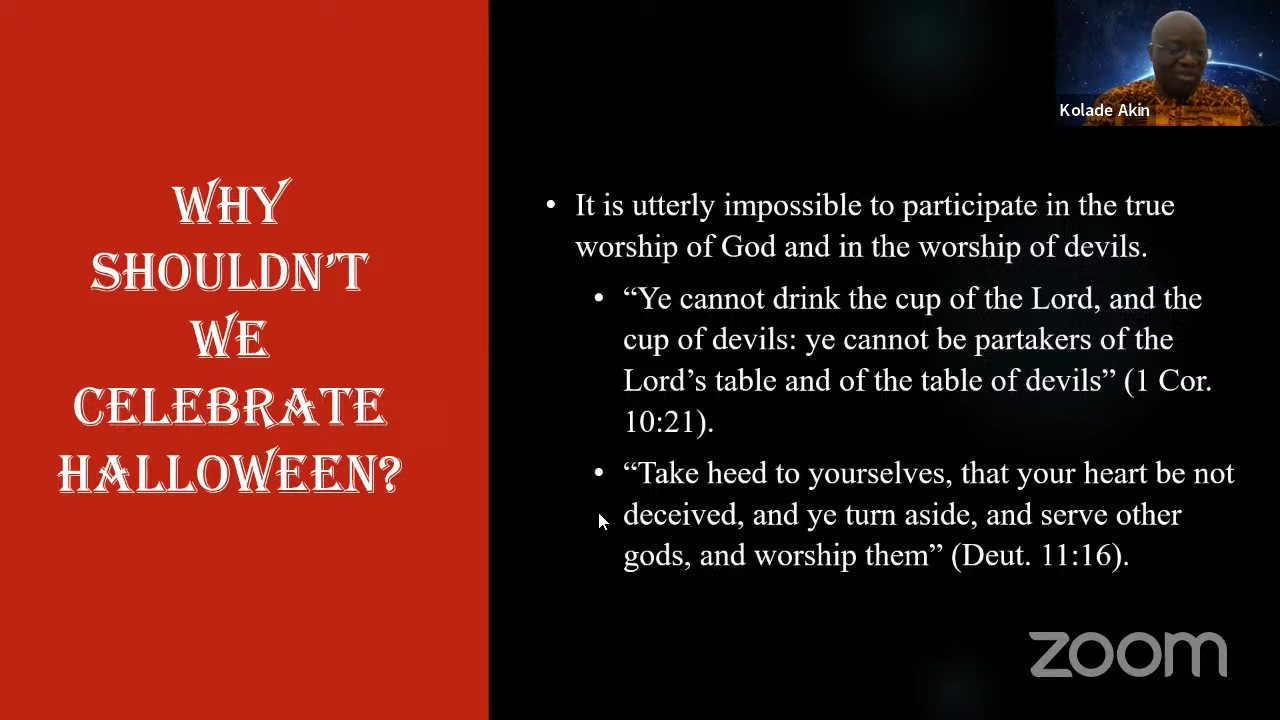 Kolade Akin
WHY
SHOULDN'T
WE
CELEBRATE
HALLOWEEN?
• It is utterly impossible to participate in the true
worship of God and in the worship of devils.
• “Ye cannot drink the cup of the Lord, and the
cup of devils: ye cannot be partakers of the
Lord’s table and of the table of devils” (1 Cor.
10:21).
• “Take heed to yourselves, that your heart be not
deceived, and ye turn aside, and serve other
gods, and worship them” (Deut. 11:16).
zoom